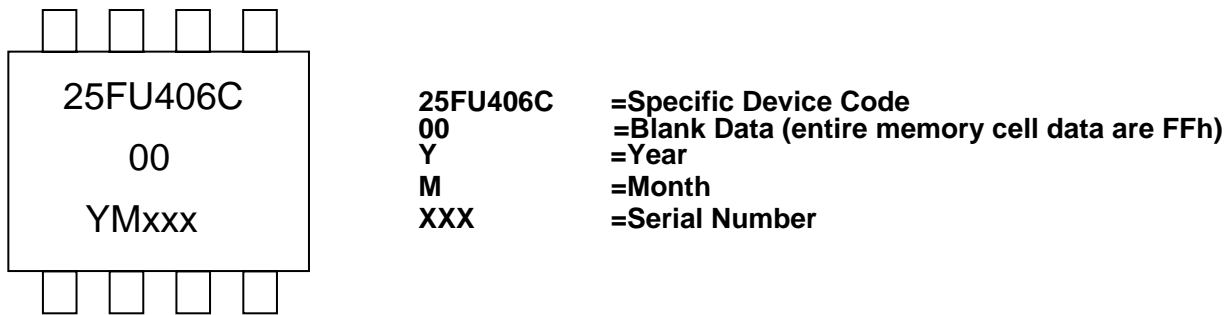 25FU406C
00
YMxxx
25FU406C =Specific Device Code
00 =Blank Data (entire memory cell data are FFh)
Y =Year
M =Month
XXX =Serial Number